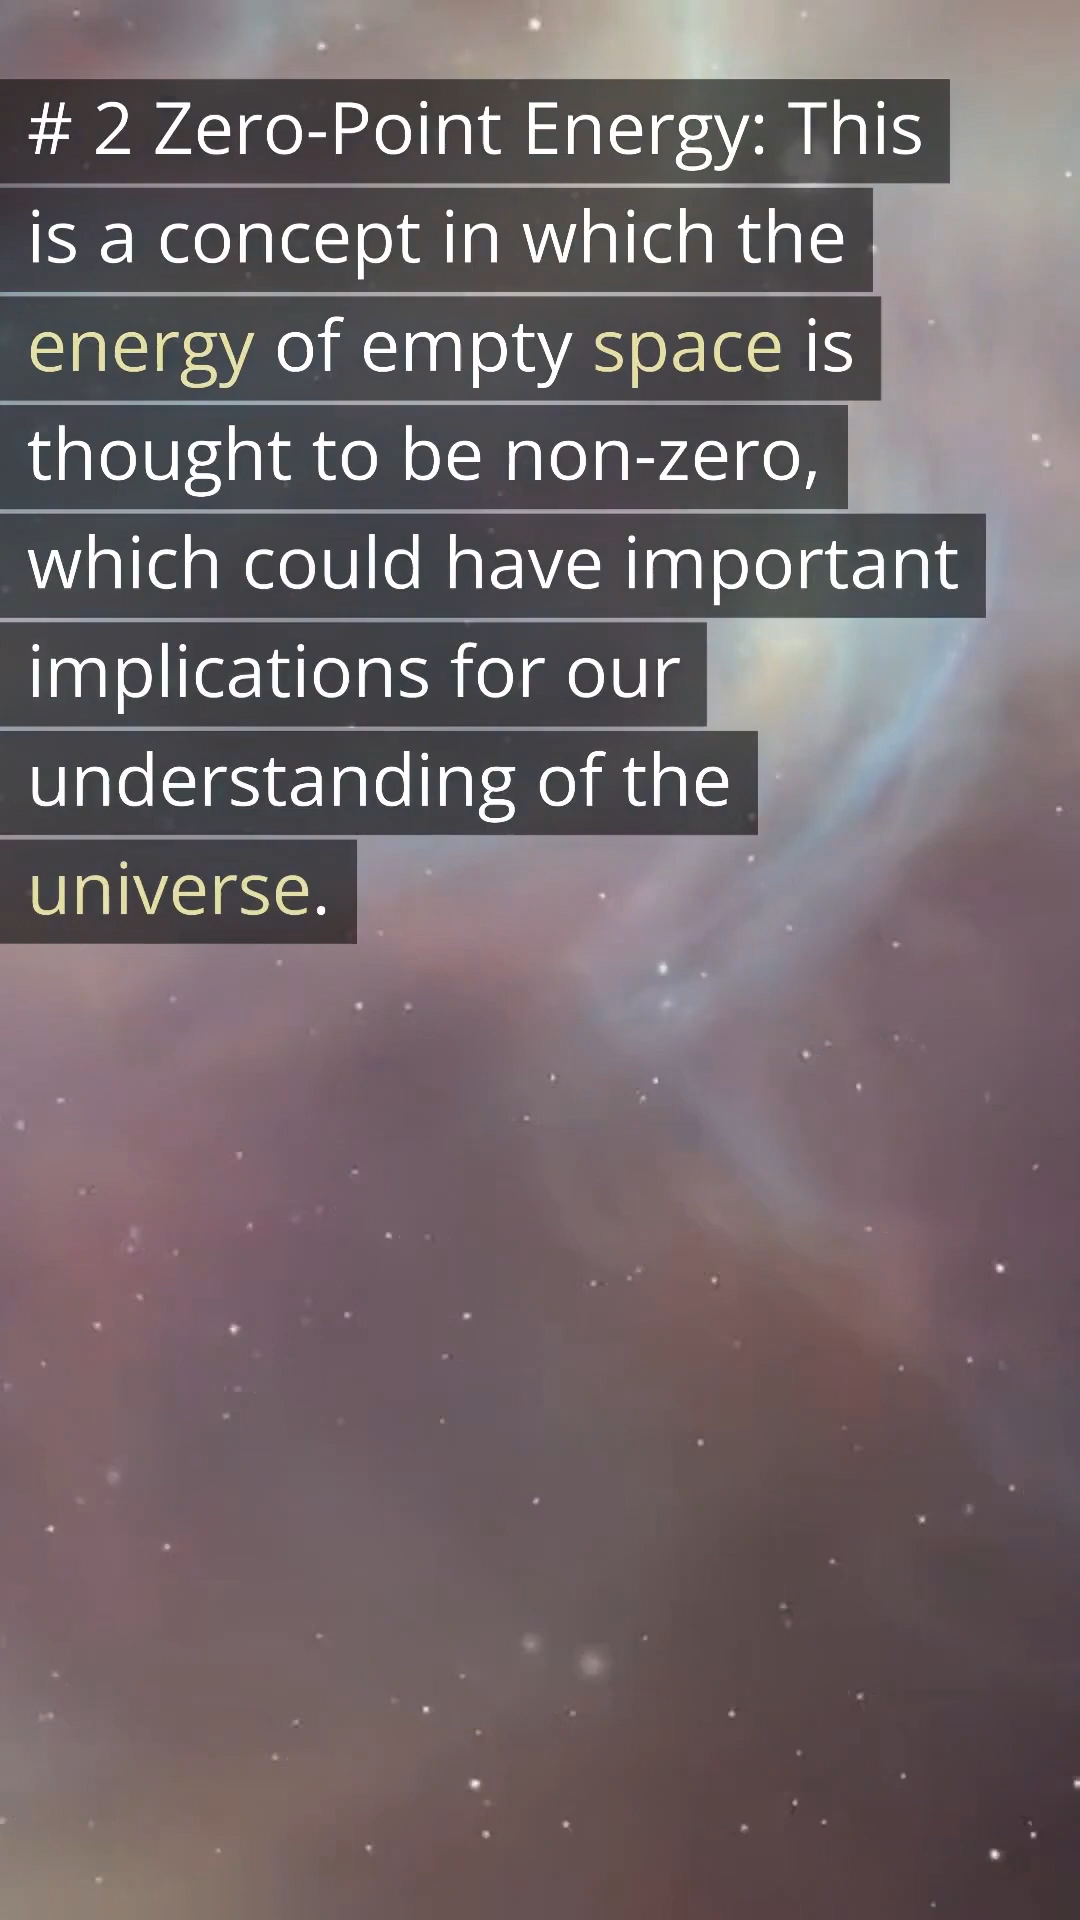 # 2 Zero-Point Energy: This
is a concept in which the
energy of empty space is
thought to be non-zero,
which could have important
implications for our
understanding of the
universe.